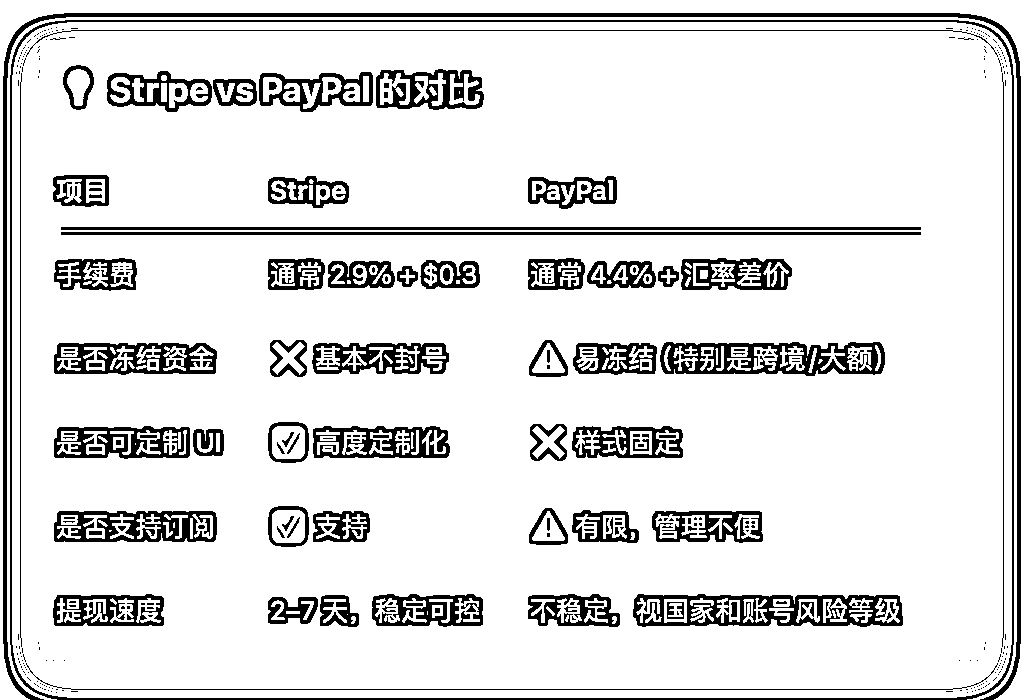 💡 Stripe vs PayPal 的对比
项目 Stripe PayPal
手续费 通常 2.9% + $0.3 通常 4.4% + 汇率差价
是否冻结资金 ❌ 基本不封号 ⚠️ 易冻结（特别是跨境/大额）
是否可定制 UI ✅ 高度定制化 ❌ 样式固定
是否支持订阅 ✅ 支持 ⚠️ 有限，管理不便
提现速度 2–7 天，稳定可控 不稳定，视国家和账号风险等级